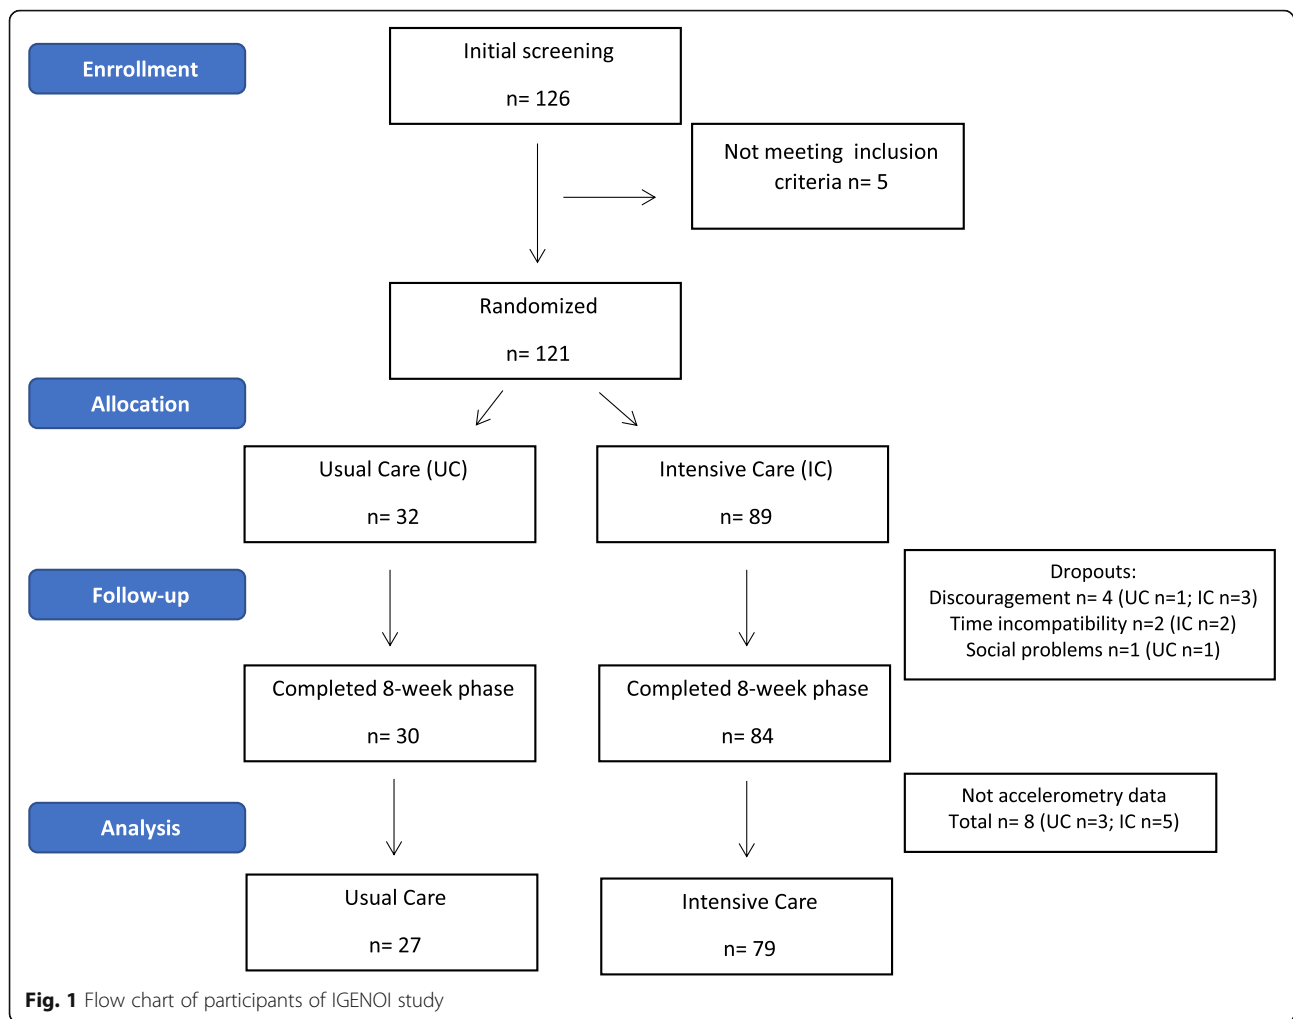 Enrrollment
Initial screening
n= 126
Not meeting inclusion
criteria n= 5
Randomized
n= 121
Allocation
Usual Care (UC)
n= 32
Intensive Care (IC)
n= 89
Follow-up
Dropouts:
Discouragement n= 4 (UC n=1; IC n=3)
Time incompatibility n=2 (IC n=2)
Social problems n=1 (UC n=1)
Completed 8-week phase
n= 30
Completed 8-week phase
n= 84
Analysis
Not accelerometry data
Total n= 8 (UC n=3; IC n=5)
Usual Care
n= 27
Intensive Care
n= 79
Fig. 1 Flow chart of participants of IGENOI study